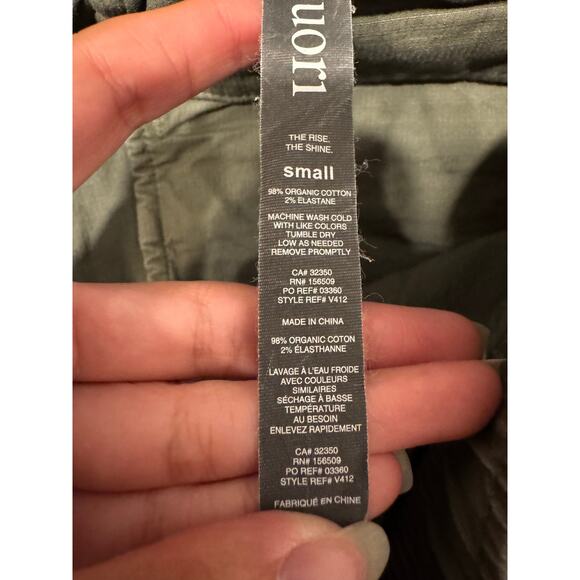 uori
THE RISE.
THE SHINE.
small
98% ORGANIC COTTON
2% ELASTANE
MACHINE WASH COLD
WITH LIKE COLORS
TUMBLE DRY
LOW AS NEEDED
REMOVE PROMPTLY
CA# 32350
RN# 156509
PO REF# 03360
STYLE REF# V412
MADE IN CHINA
98% ORGANIC COTON
2% ÉLASTHANNE
LAVAGE À L'EAU FROIDE
AVEC COULEURS
SIMILAIRES
SÉCHAGE À BASSE
TEMPÉRATURE
AU BESOIN
ENLEVEZ RAPIDEMENT
CA# 32350
RN# 156509
PO REF# 03360
STYLE REF# V412
FABRIQUÉ EN CHINE